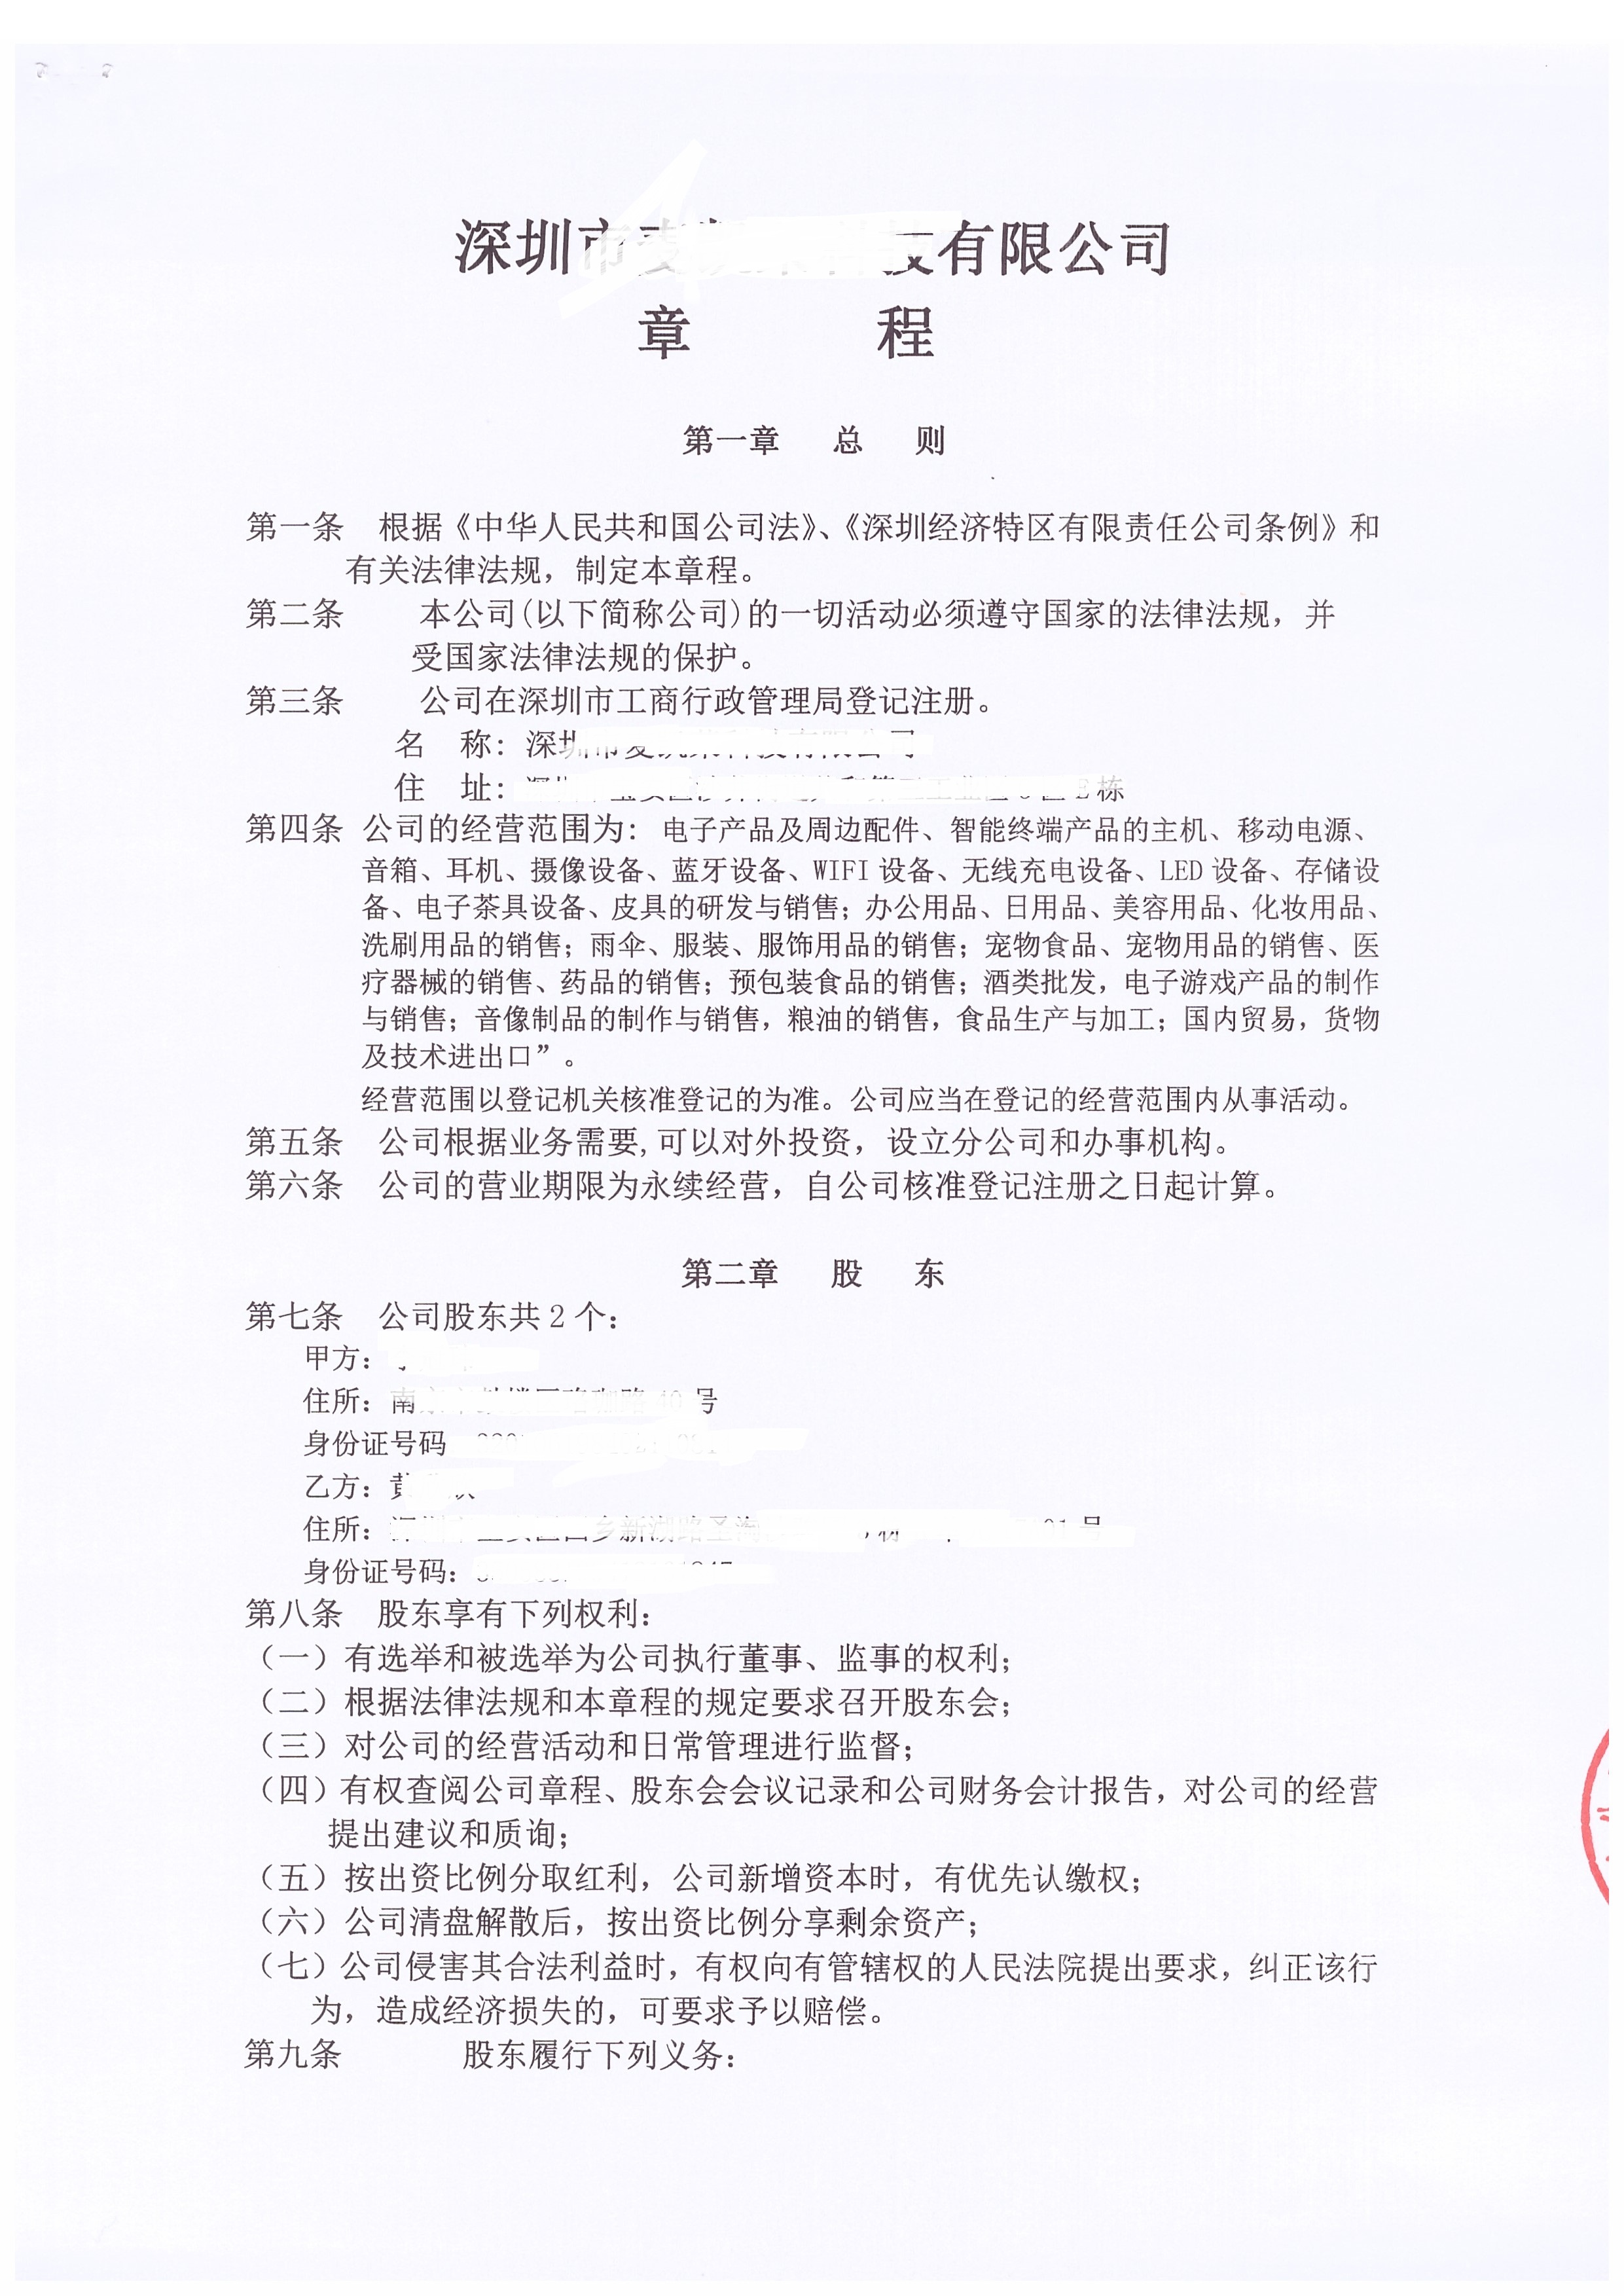 深圳市 有限公司
章 程
第一章 总 则
第一条 根据《中华人民共和国公司法》、《深圳经济特区有限责任公司条例》和
有关法律法规，制定本章程。
第二条 本公司(以下简称公司)的一切活动必须遵守国家的法律法规，并
受国家法律法规的保护。
第三条 公司在深圳市工商行政管理局登记注册。
名 称：深圳市
住 址： 栋
第四条 公司的经营范围为：电子产品及周边配件、智能终端产品的主机、移动电源、
音箱、耳机、摄像设备、蓝牙设备、WIFI 设备、无线充电设备、LED 设备、存储设
备、电子茶具设备、皮具的研发与销售；办公用品、日用品、美容用品、化妆用品、
洗刷用品的销售；雨伞、服装、服饰用品的销售；宠物食品、宠物用品的销售、医
疗器械的销售、药品的销售；预包装食品的销售；酒类批发，电子游戏产品的制作
与销售；音像制品的制作与销售，粮油的销售，食品生产与加工；国内贸易，货物
及技术进出口”。
经营范围以登记机关核准登记的为准。公司应当在登记的经营范围内从事活动。
第五条 公司根据业务需要,可以对外投资，设立分公司和办事机构。
第六条 公司的营业期限为永续经营，自公司核准登记注册之日起计算。
第二章 股 东
第七条 公司股东共 2 个：
甲方：
住所：南 号
身份证号码
乙方：黄
住所： 号
身份证号码：
第八条 股东享有下列权利：
（一）有选举和被选举为公司执行董事、监事的权利；
（二）根据法律法规和本章程的规定要求召开股东会；
（三）对公司的经营活动和日常管理进行监督；
（四）有权查阅公司章程、股东会会议记录和公司财务会计报告，对公司的经营
提出建议和质询；
（五）按出资比例分取红利，公司新增资本时，有优先认缴权；
（六）公司清盘解散后，按出资比例分享剩余资产；
（七）公司侵害其合法利益时，有权向有管辖权的人民法院提出要求，纠正该行
为，造成经济损失的，可要求予以赔偿。
第九条 股东履行下列义务：